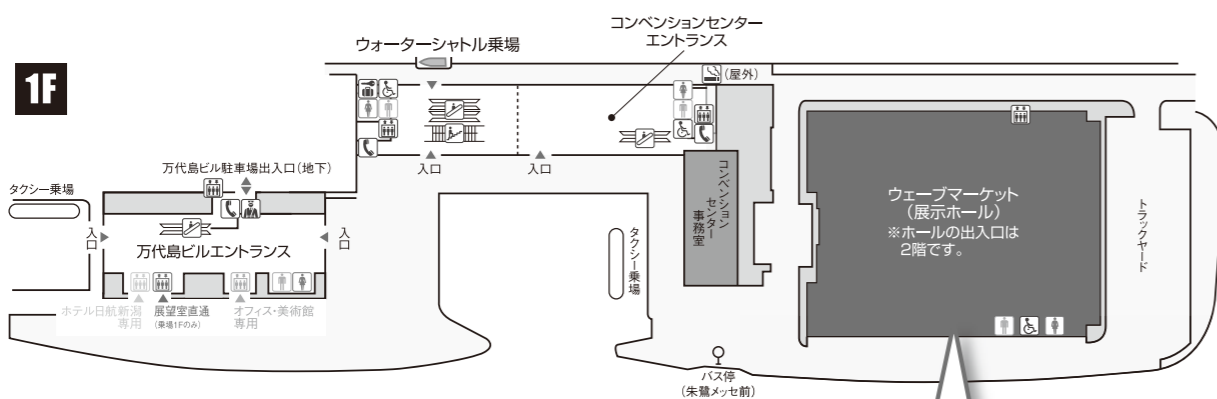 1F
ウォーターシャトル乗場
コンベンションセンター
エントランス
(屋外)
入口
入口
万代島ビル駐車場出入口(地下)
タクシー乗場
入口
万代島ビルエントランス
入口
ホテル日航新潟
専用
展望室直通
(乗場1Fのみ)
オフィス・美術館
専用
タクシー乗場
コンベンション
センター
事務室
ウェーブマーケット
(展示ホール)
※ホールの出入口は
2階です。
トラックヤード
バス停
(朱鷺メッセ前)